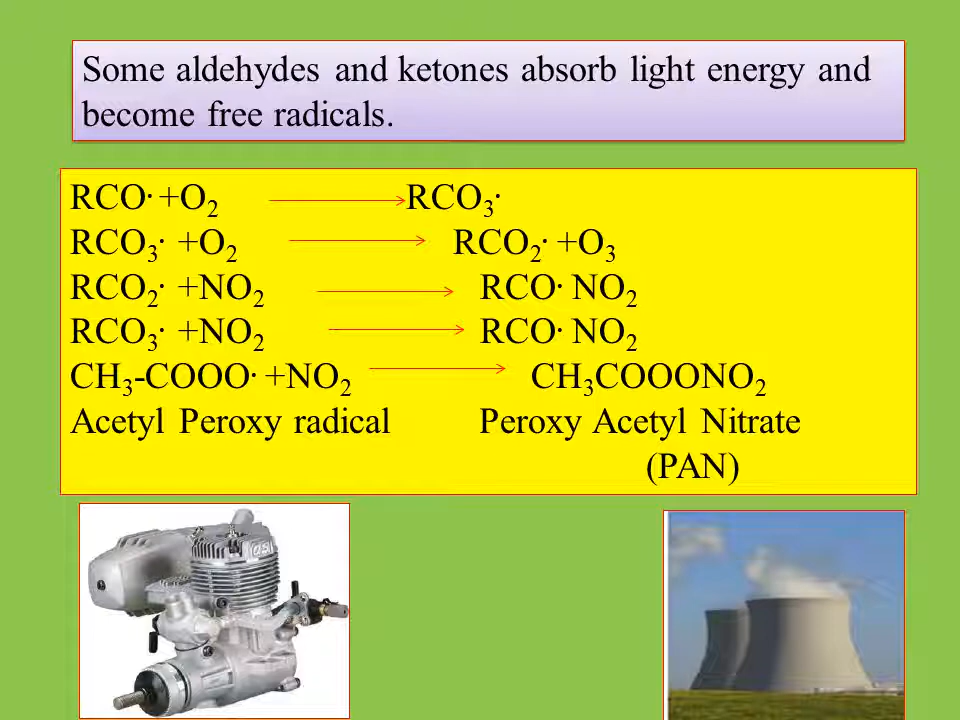 Some aldehydes and ketones absorb light energy and
become free radicals.
RCO· +O₂ → RCO₃·
RCO₃· +O₂ → RCO₂· +O₃
RCO₂· +NO₂ → RCO· NO₂
RCO₃· +NO₂ → RCO· NO₂
CH₃-COOO· +NO₂ → CH₃COOONO₂
Acetyl Peroxy radical Peroxy Acetyl Nitrate
(PAN)